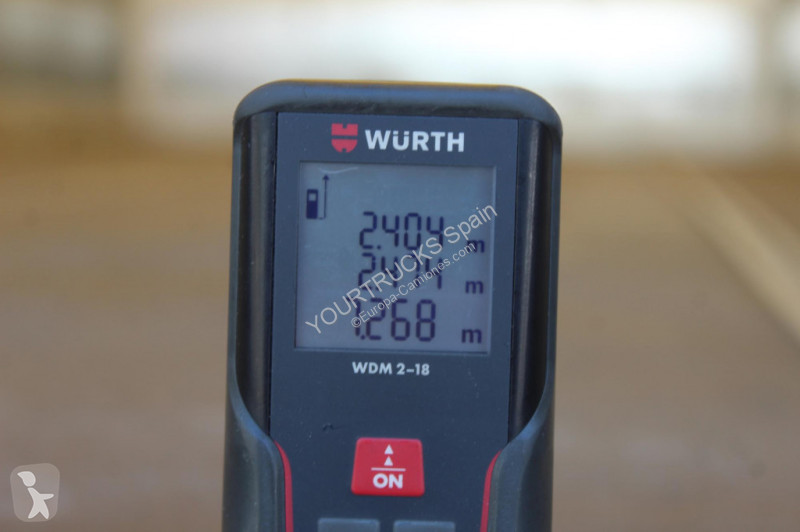 WÜRTH
2.404 m
m
1.268 m
YOURTRUCKS Spain
©Europa-Camiones.com
WDM 2-18
ON